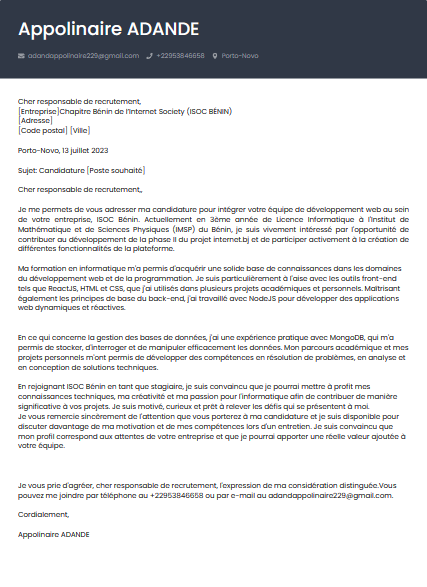 Appolinaire ADANDE
adandappolinaire229@gmail.com +22953846658 Porto-Novo
Cher responsable de recrutement,
[Entreprise]Chapitre Bénin de l'Internet Society (ISOC BÉNIN)
[Adresse]
[Code postal] [Ville]
Porto-Novo, 13 juillet 2023
Sujet: Candidature [Poste souhaité]
Cher responsable de recrutement,,
Je me permets de vous adresser ma candidature pour intégrer votre équipe de développement web au sein
de votre entreprise, ISOC Bénin. Actuellement en 3ème année de Licence Informatique à l'Institut de
Mathématique et de Sciences Physiques (IMSP) du Bénin, je suis vivement intéressé par l'opportunité de
contribuer au développement de la phase II du projet internet.bj et de participer activement à la création de
différentes fonctionnalités de la plateforme.
Ma formation en informatique m'a permis d'acquérir une solide base de connaissances dans les domaines
du développement web et de la programmation. Je suis particulièrement à l'aise avec les outils front-end
tels que ReactJS, HTML et CSS, que j'ai utilisés dans plusieurs projets académiques et personnels. Maîtrisant
également les principes de base du back-end, j'ai travaillé avec NodeJS pour développer des applications
web dynamiques et réactives.
En ce qui concerne la gestion des bases de données, j'ai une expérience pratique avec MongoDB, qui m'a
permis de stocker, d'interroger et de manipuler efficacement les données. Mon parcours académique et mes
projets personnels m'ont permis de développer des compétences en résolution de problèmes, en analyse et
en conception de solutions techniques.
En rejoignant ISOC Bénin en tant que stagiaire, je suis convaincu que je pourrai mettre à profit mes
connaissances techniques, ma créativité et ma passion pour l'informatique afin de contribuer de manière
significative à vos projets. Je suis motivé, curieux et prêt à relever les défis qui se présentent à moi.
Je vous remercie sincèrement de l'attention que vous porterez à ma candidature et je suis disponible pour
discuter davantage de ma motivation et de mes compétences lors d'un entretien. Je suis convaincu que
mon profil correspond aux attentes de votre entreprise et que je pourrai apporter une réelle valeur ajoutée à
votre équipe.
Je vous prie d'agréer, cher responsable de recrutement, l'expression de ma considération distinguée.Vous
pouvez me joindre par téléphone au +22953846658 ou par e-mail au adandappolinaire229@gmail.com.
Cordialement,
Appolinaire ADANDE